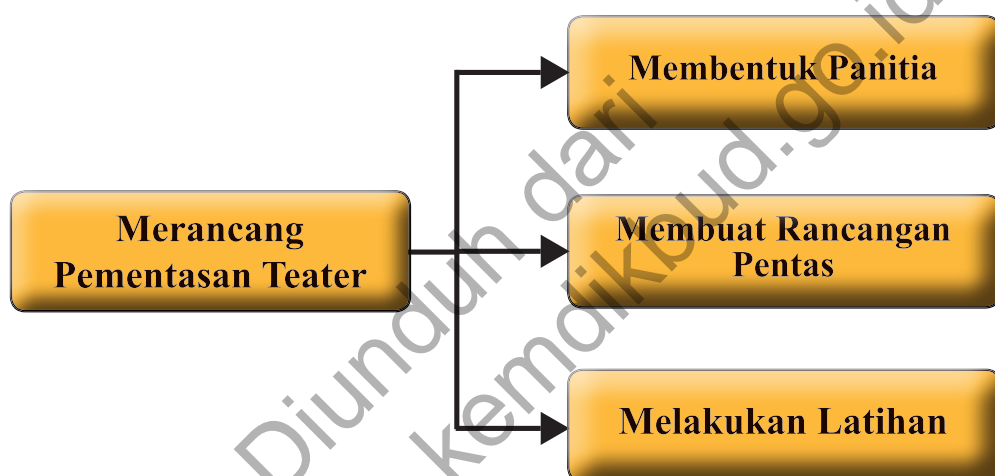 Membentuk Panitia
Merancang
Pementasan Teater
Membuat Rancangan
Pentas
Melakukan Latihan
Diunduh dari
kemdikbud.go.id